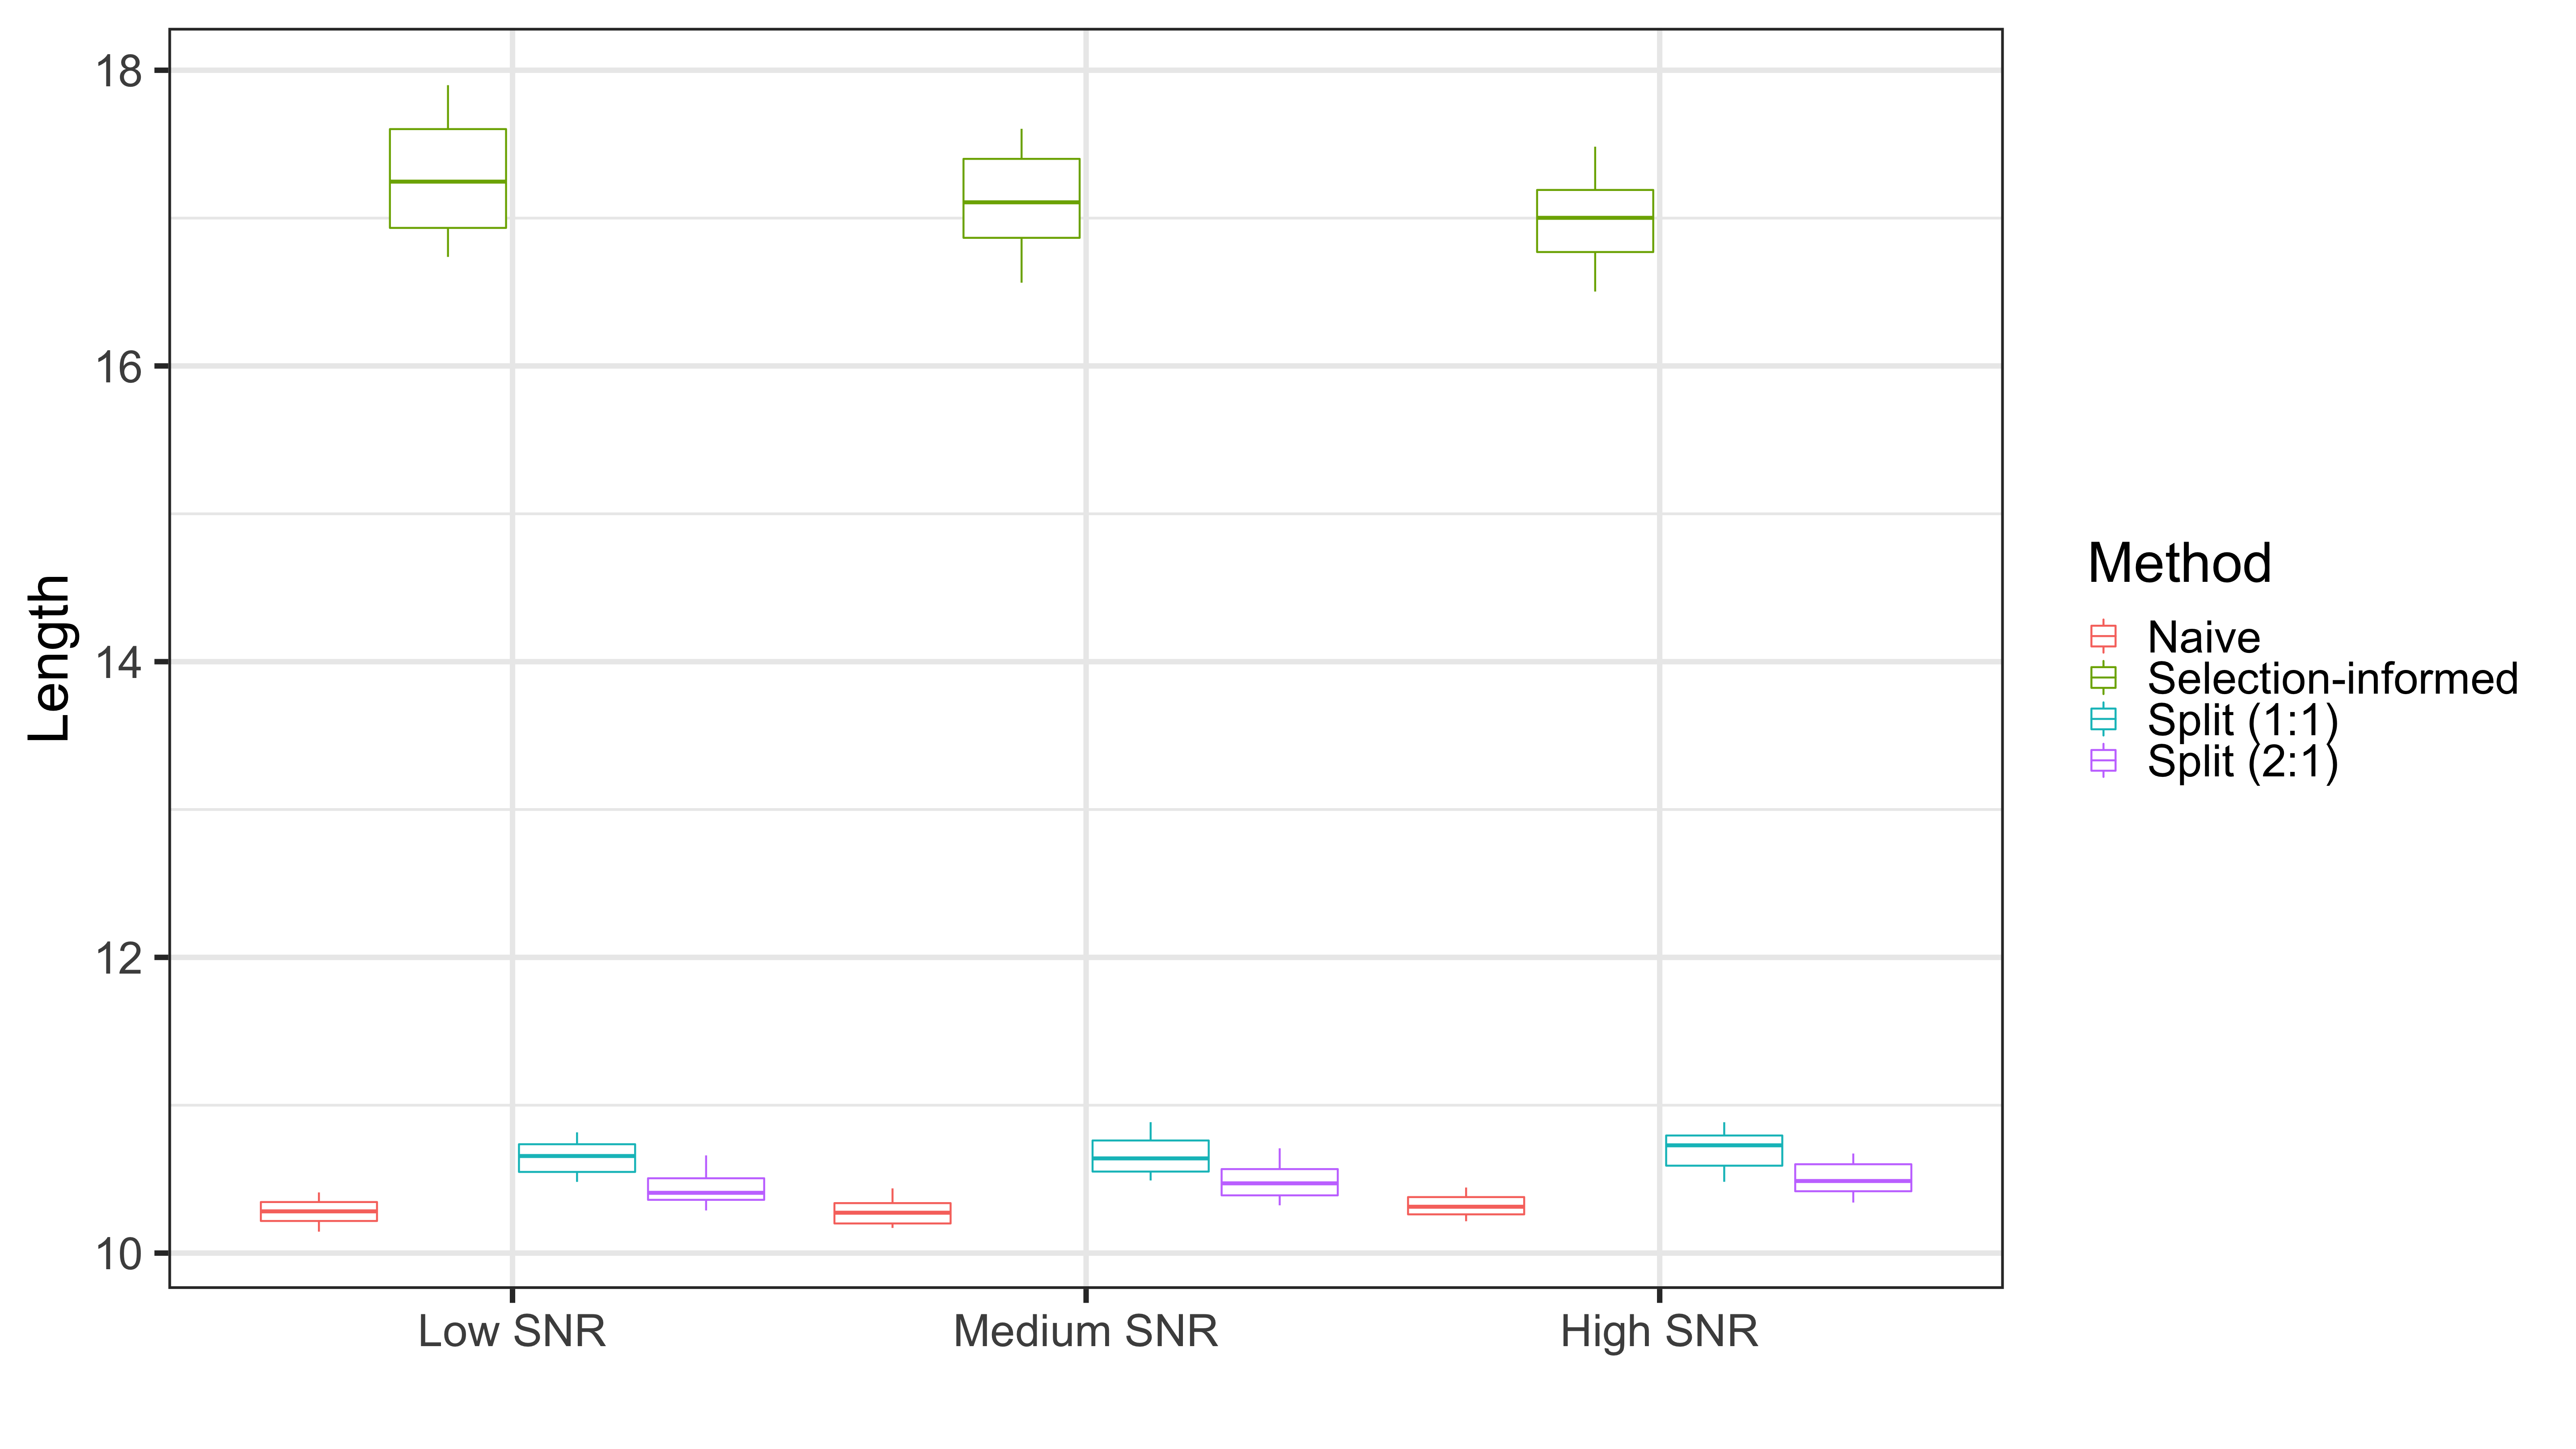 Length
18
16
14
12
10
Low SNR
Medium SNR
High SNR
Method
Naive
Selection-informed
Split (1:1)
Split (2:1)